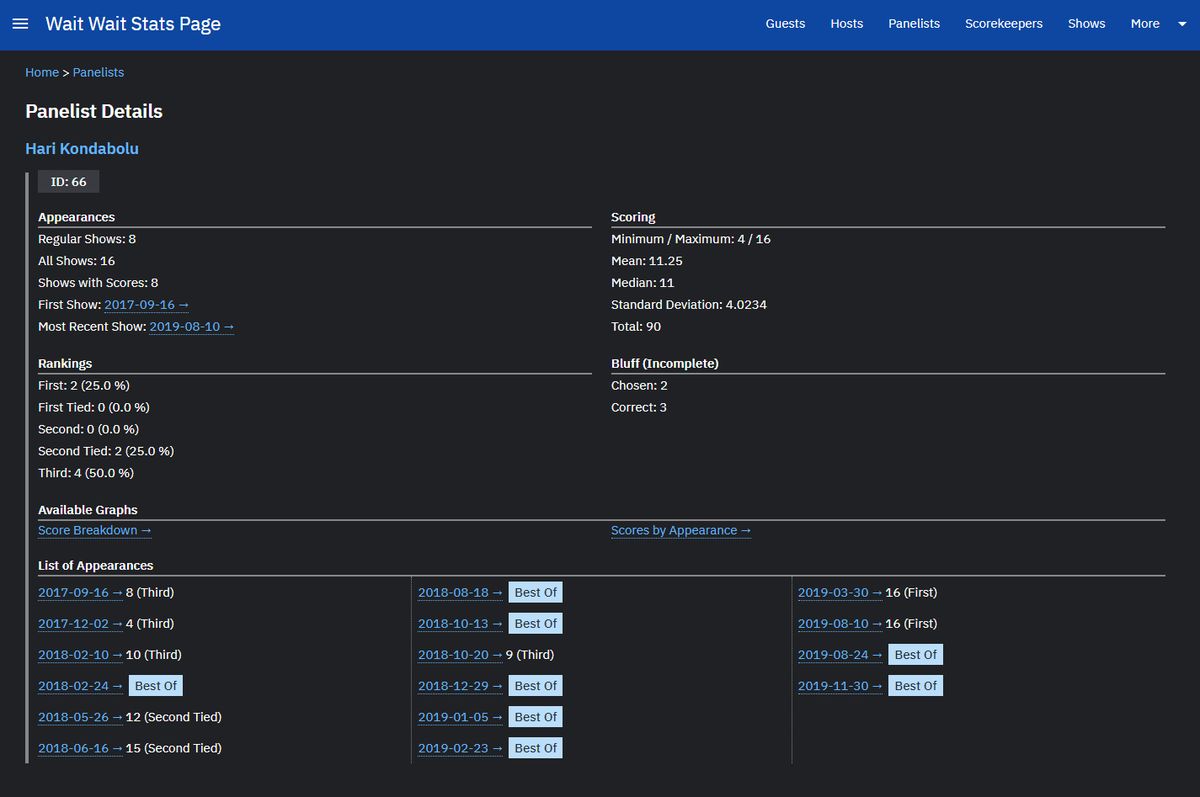 Wait Wait Stats Page
Guests Hosts Panelists Scorekeepers Shows More
Home > Panelists
Panelist Details
Hari Kondabolu
ID: 66
Appearances
Regular Shows: 8
All Shows: 16
Shows with Scores: 8
First Show: 2017-09-16 →
Most Recent Show: 2019-08-10 →
Scoring
Minimum / Maximum: 4 / 16
Mean: 11.25
Median: 11
Standard Deviation: 4.0234
Total: 90
Rankings
First: 2 (25.0 %)
First Tied: 0 (0.0 %)
Second: 0 (0.0 %)
Second Tied: 2 (25.0 %)
Third: 4 (50.0 %)
Bluff (Incomplete)
Chosen: 2
Correct: 3
Available Graphs
Score Breakdown →
Scores by Appearance →
List of Appearances
2017-09-16 → 8 (Third)
2017-12-02 → 4 (Third)
2018-02-10 → 10 (Third)
2018-02-24 → Best Of
2018-05-26 → 12 (Second Tied)
2018-06-16 → 15 (Second Tied)
2018-08-18 → Best Of
2018-10-13 → Best Of
2018-10-20 → 9 (Third)
2018-12-29 → Best Of
2019-01-05 → Best Of
2019-02-23 → Best Of
2019-03-30 → 16 (First)
2019-08-10 → 16 (First)
2019-08-24 → Best Of
2019-11-30 → Best Of